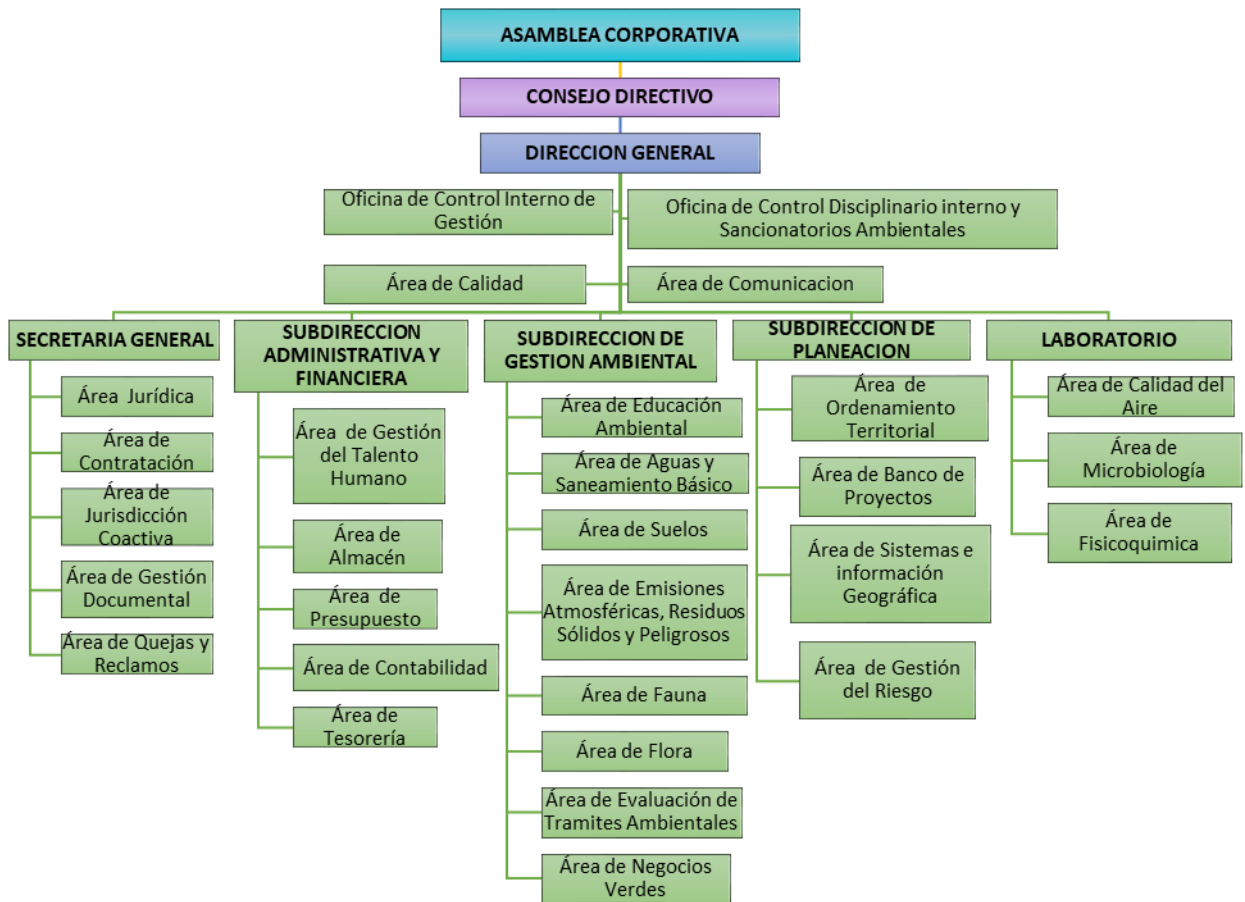 ASAMBLEA CORPORATIVA
CONSEJO DIRECTIVO
DIRECCION GENERAL
Oficina de Control Interno de
Gestión
Oficina de Control Disciplinario interno y
Sancionatorios Ambientales
Área de Calidad
Área de Comunicacion
SECRETARIA GENERAL
Área Jurídica
Área de
Contratación
Área de
Jurisdicción
Coactiva
Área de Gestión
Documental
Área de Quejas y
Reclamos
SUBDIRECCION
ADMINISTRATIVA Y
FINANCIERA
Área de Gestión
del Talento
Humano
Área de
Almacén
Área de
Presupuesto
Área de Contabilidad
Área de
Tesorería
SUBDIRECCION DE
GESTION AMBIENTAL
Área de Educación
Ambiental
Área de Aguas y
Saneamiento Básico
Área de Suelos
Área de Emisiones
Atmosféricas, Residuos
Sólidos y Peligrosos
Área de Fauna
Área de Flora
Área de Evaluación de
Tramites Ambientales
Área de Negocios
Verdes
SUBDIRECCION DE
PLANEACION
Área de
Ordenamiento
Territorial
Área de Banco de
Proyectos
Área de Sistemas e
información
Geográfica
Área de Gestión
del Riesgo
LABORATORIO
Área de Calidad del
Aire
Área de
Microbiología
Área de
Fisicoquimica